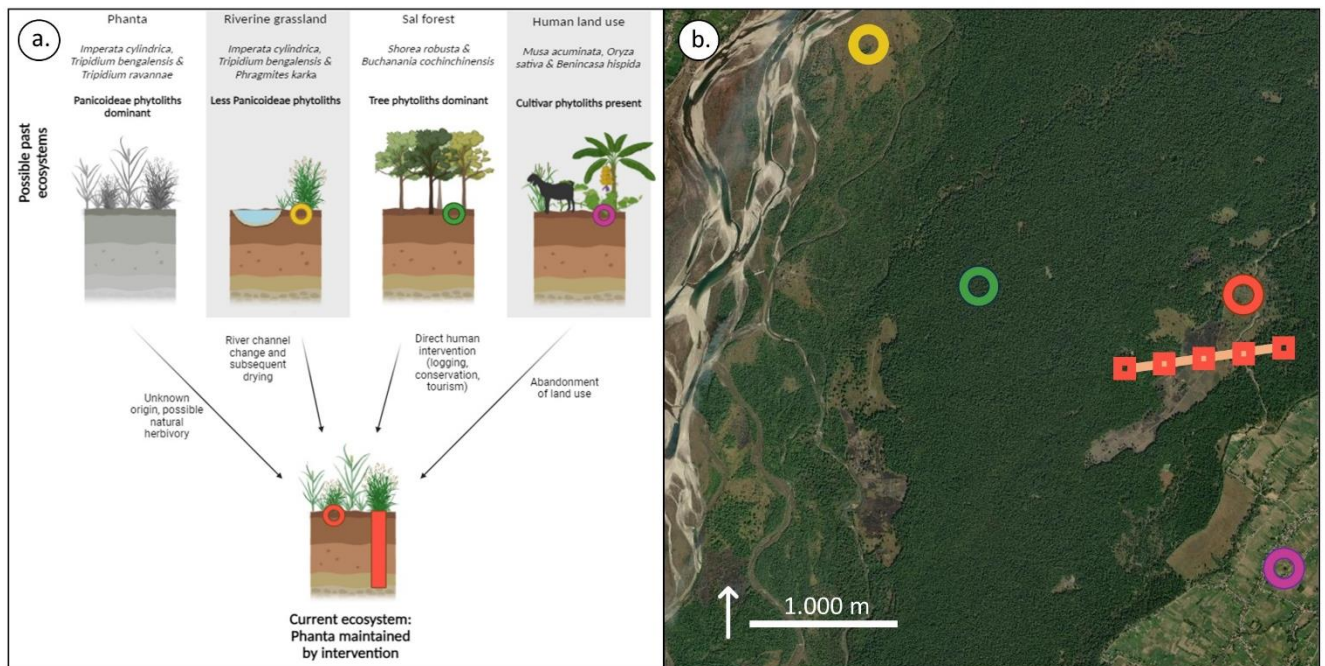 a.
Phanta
Imperata cylindrica,
Tripidium bengalensis &
Tripidium ravannae
Panicoideae phytoliths
dominant
Riverine grassland
Imperata cylindrica,
Tripidium bengalensis &
Phragmites karka
Less Panicoideae phytoliths
Sal forest
Shorea robusta &
Buchanania cochinchinensis
Tree phytoliths dominant
Human land use
Musa acuminata, Oryza
sativa & Benincasa hispida
Cultivar phytoliths present
Possible past
ecosystems
Unknown
origin, possible
natural
herbivory
River channel
change and
subsequent
drying
Direct human
intervention
(logging,
conservation,
tourism)
Abandonment
of land use
Current ecosystem:
Phanta maintained
by intervention
b.
1.000 m